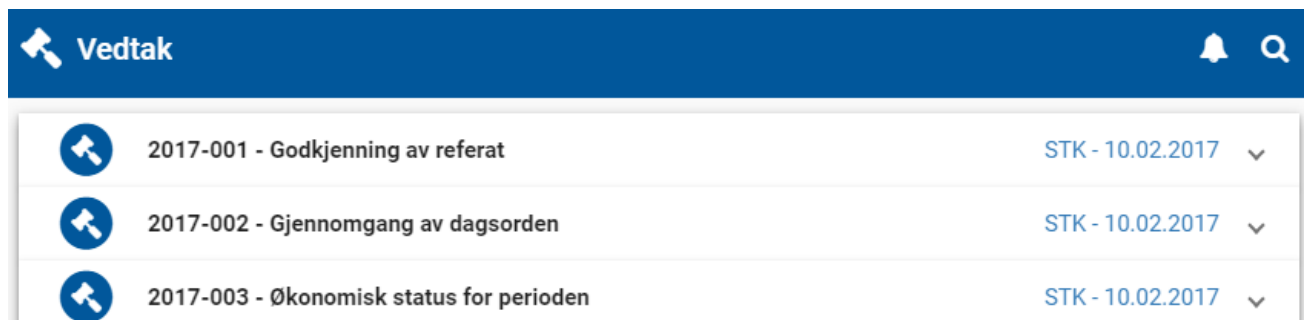 Vedtak
2017-001 - Godkjenning av referat STK - 10.02.2017
2017-002 - Gjennomgang av dagsorden STK - 10.02.2017
2017-003 - Økonomisk status for perioden STK - 10.02.2017